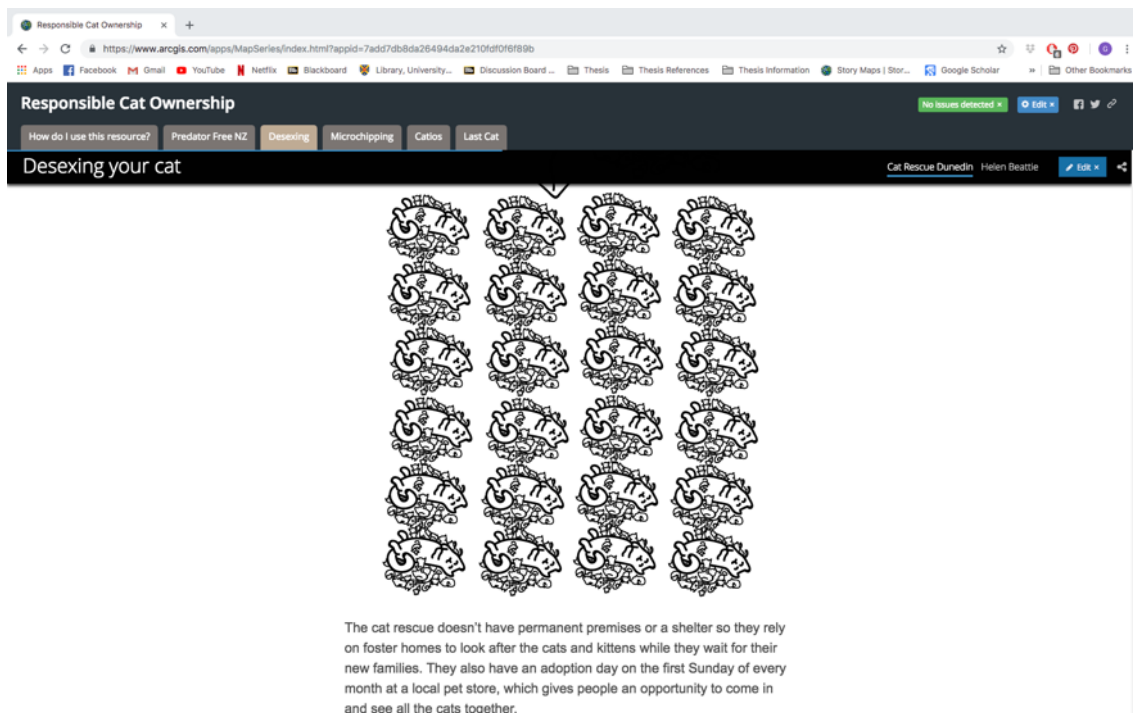 Responsible Cat Ownership
https://www.arcgis.com/apps/MapSeries/index.html?appid=7add7db8da26494da2e210fdf0f6f89b
Apps Facebook Gmail YouTube Netflix Blackboard Library, University... Discussion Board ... Thesis Thesis References Thesis Information Story Maps | Stor... Google Scholar » Other Bookmarks
Responsible Cat Ownership No issues detected × Edit ×
How do I use this resource? Predator Free NZ Desexing Microchipping Catios Last Cat
Desexing your cat Cat Rescue Dunedin Helen Beattie Edit ×
The cat rescue doesn't have permanent premises or a shelter so they rely
on foster homes to look after the cats and kittens while they wait for their
new families. They also have an adoption day on the first Sunday of every
month at a local pet store, which gives people an opportunity to come in
and see all the cats together.